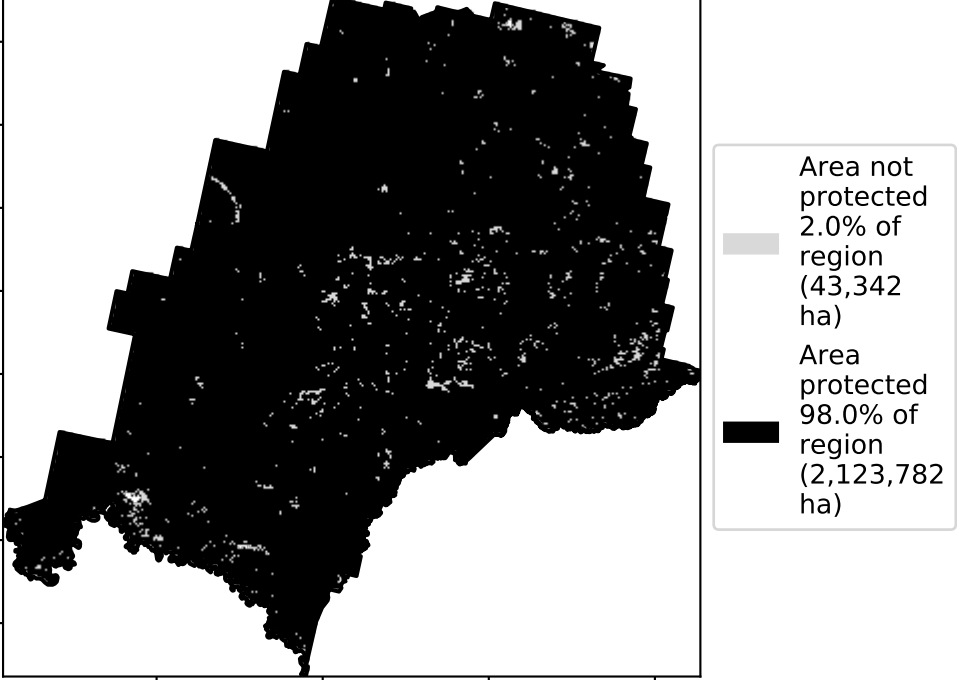 Area not
protected
2.0% of
region
(43,342
ha)
Area
protected
98.0% of
region
(2,123,782
ha)